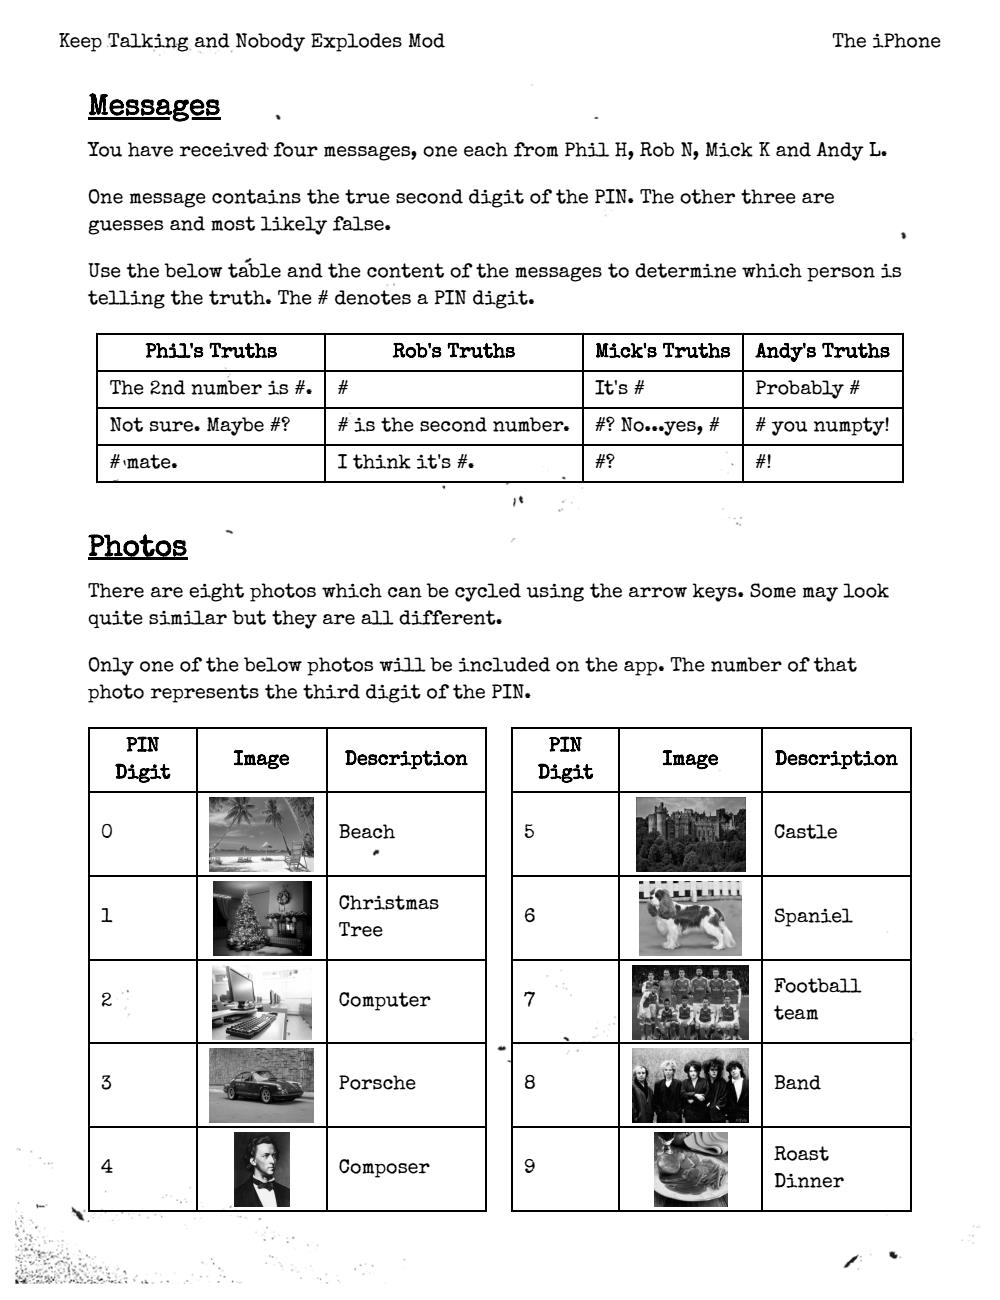 Keep Talking and Nobody Explodes Mod
The iPhone
Messages
You have received four messages, one each from Phil H, Rob N, Mick K and Andy L.
One message contains the true second digit of the PIN. The other three are
guesses and most likely false.
Use the below table and the content of the messages to determine which person is
telling the truth. The # denotes a PIN digit.
Phil's Truths Rob's Truths Mick's Truths Andy's Truths
The 2nd number is #. # It's # Probably #
Not sure. Maybe #? # is the second number. #? No...yes, # # you numpty!
# mate. I think it's #. #? #!
Photos
There are eight photos which can be cycled using the arrow keys. Some may look
quite similar but they are all different.
Only one of the below photos will be included on the app. The number of that
photo represents the third digit of the PIN.
PIN
Digit
Image
Description
0 Beach
1 Christmas
Tree
2 Computer
3 Porsche
4 Composer
PIN
Digit
Image
Description
5 Castle
6 Spaniel
7 Football
team
8 Band
9 Roast
Dinner